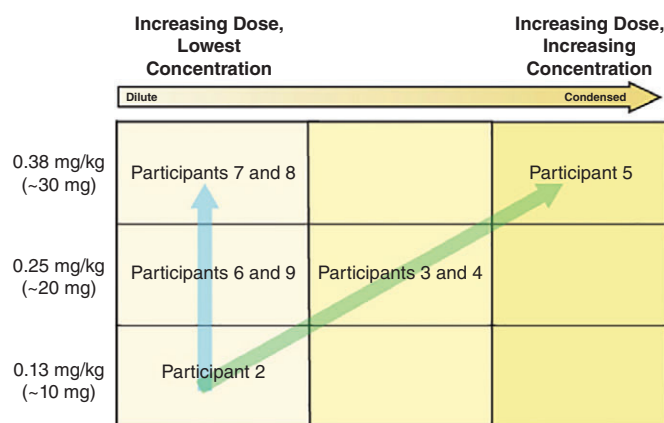 Increasing Dose,
Lowest
Concentration
Increasing Dose,
Increasing
Concentration
Dilute
Condensed
0.38 mg/kg
(~30 mg)
Participants 7 and 8
Participant 5
0.25 mg/kg
(~20 mg)
Participants 6 and 9
Participants 3 and 4
0.13 mg/kg
(~10 mg)
Participant 2